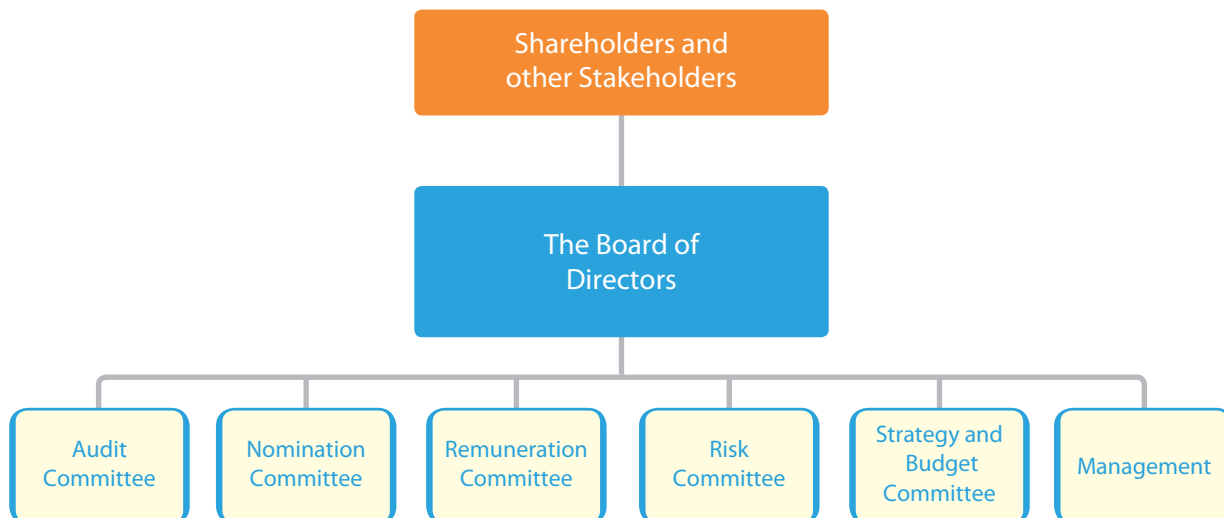 Shareholders and
other Stakeholders
The Board of
Directors
Audit
Committee
Nomination
Committee
Remuneration
Committee
Risk
Committee
Strategy and
Budget
Committee
Management